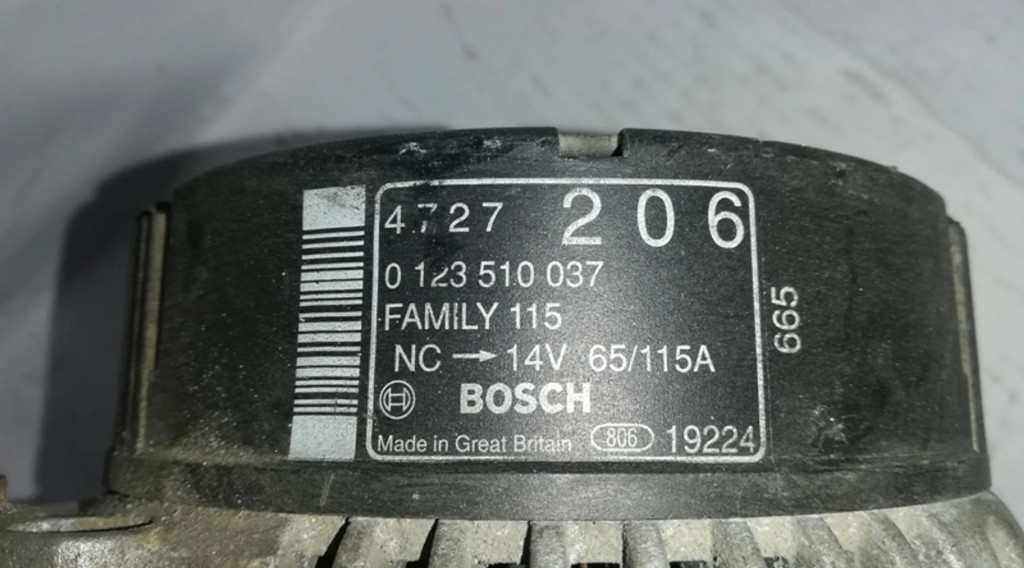 4727 206
0 123 510 037
FAMILY 115
NC → 14V 65/115A
BOSCH
Made in Great Britain 806 19224
665